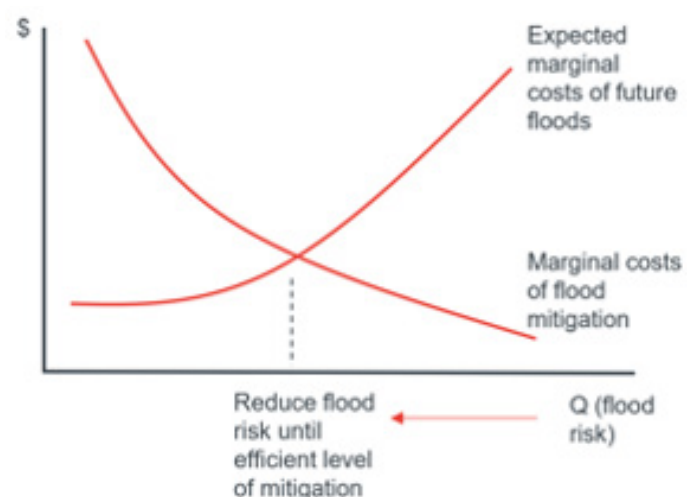 $
Expected
marginal
costs of future
floods
Marginal costs
of flood
mitigation
Reduce flood
risk until
efficient level
of mitigation
Q (flood
risk)